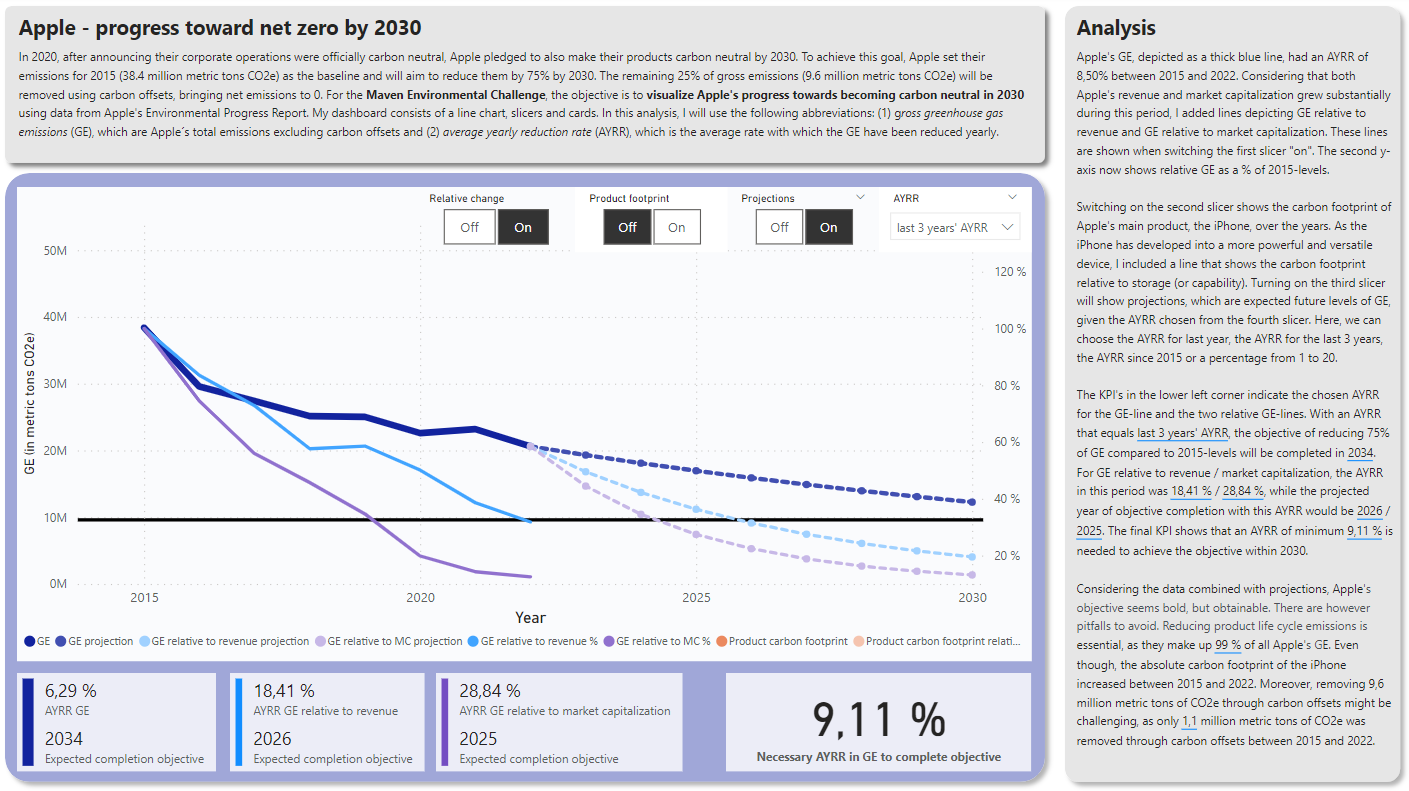 Apple - progress toward net zero by 2030
In 2020, after announcing their corporate operations were officially carbon neutral, Apple pledged to also make their products carbon neutral by 2030. To achieve this goal, Apple set their
emissions for 2015 (38.4 million metric tons CO2e) as the baseline and will aim to reduce them by 75% by 2030. The remaining 25% of gross emissions (9.6 million metric tons CO2e) will be
removed using carbon offsets, bringing net emissions to 0. For the Maven Environmental Challenge, the objective is to visualize Apple's progress towards becoming carbon neutral in 2030
using data from Apple's Environmental Progress Report. My dashboard consists of a line chart, slicers and cards. In this analysis, I will use the following abbreviations: (1) gross greenhouse gas
emissions (GE), which are Apple´s total emissions excluding carbon offsets and (2) average yearly reduction rate (AYRR), which is the average rate with which the GE have been reduced yearly.
Relative change
Off On
Product footprint
Off On
Projections
Off On
AYRR
last 3 years' AYRR
GE (in metric tons CO2e)
50M
40M
30M
20M
10M
0M
120 %
100 %
80 %
60 %
40 %
20 %
2015 2020 2025 2030
Year
GE GE projection GE relative to revenue projection GE relative to MC projection GE relative to revenue % GE relative to MC % Product carbon footprint Product carbon footprint relati...
6,29 %
AYRR GE
2034
Expected completion objective
18,41 %
AYRR GE relative to revenue
2026
Expected completion objective
28,84 %
AYRR GE relative to market capitalization
2025
Expected completion objective
9,11 %
Necessary AYRR in GE to complete objective
Analysis
Apple's GE, depicted as a thick blue line, had an AYRR of
8,50% between 2015 and 2022. Considering that both
Apple's revenue and market capitalization grew substantially
during this period, I added lines depicting GE relative to
revenue and GE relative to market capitalization. These lines
are shown when switching the first slicer "on". The second y-
axis now shows relative GE as a % of 2015-levels.
Switching on the second slicer shows the carbon footprint of
Apple's main product, the iPhone, over the years. As the
iPhone has developed into a more powerful and versatile
device, I included a line that shows the carbon footprint
relative to storage (or capability). Turning on the third slicer
will show projections, which are expected future levels of GE,
given the AYRR chosen from the fourth slicer. Here, we can
choose the AYRR for last year, the AYRR for the last 3 years,
the AYRR since 2015 or a percentage from 1 to 20.
The KPI's in the lower left corner indicate the chosen AYRR
for the GE-line and the two relative GE-lines. With an AYRR
that equals last 3 years' AYRR, the objective of reducing 75%
of GE compared to 2015-levels will be completed in 2034.
For GE relative to revenue / market capitalization, the AYRR
in this period was 18,41 % / 28,84 %, while the projected
year of objective completion with this AYRR would be 2026 /
2025. The final KPI shows that an AYRR of minimum 9,11 % is
needed to achieve the objective within 2030.
Considering the data combined with projections, Apple's
objective seems bold, but obtainable. There are however
pitfalls to avoid. Reducing product life cycle emissions is
essential, as they make up 99 % of all Apple's GE. Even
though, the absolute carbon footprint of the iPhone
increased between 2015 and 2022. Moreover, removing 9,6
million metric tons of CO2e through carbon offsets might be
challenging, as only 1,1 million metric tons of CO2e was
removed through carbon offsets between 2015 and 2022.